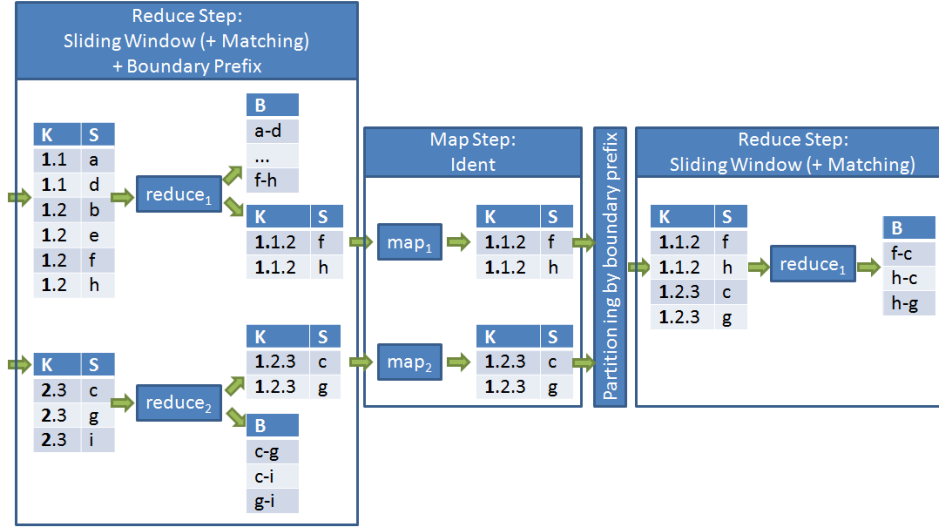 Reduce Step:
Sliding Window (+ Matching)
+ Boundary Prefix
K S
1.1 a
1.1 d
1.2 b
1.2 e
1.2 f
1.2 h
reduce1
B
a-d
...
f-h
K S
1.1.2 f
1.1.2 h
K S
2.3 c
2.3 g
2.3 i
reduce2
K S
1.2.3 c
1.2.3 g
B
c-g
c-i
g-i
Map Step:
Ident
map1
K S
1.1.2 f
1.1.2 h
map2
K S
1.2.3 c
1.2.3 g
Partitioning by boundary prefix
Reduce Step:
Sliding Window (+ Matching)
K S
1.1.2 f
1.1.2 h
1.2.3 c
1.2.3 g
reduce1
B
f-c
h-c
h-g